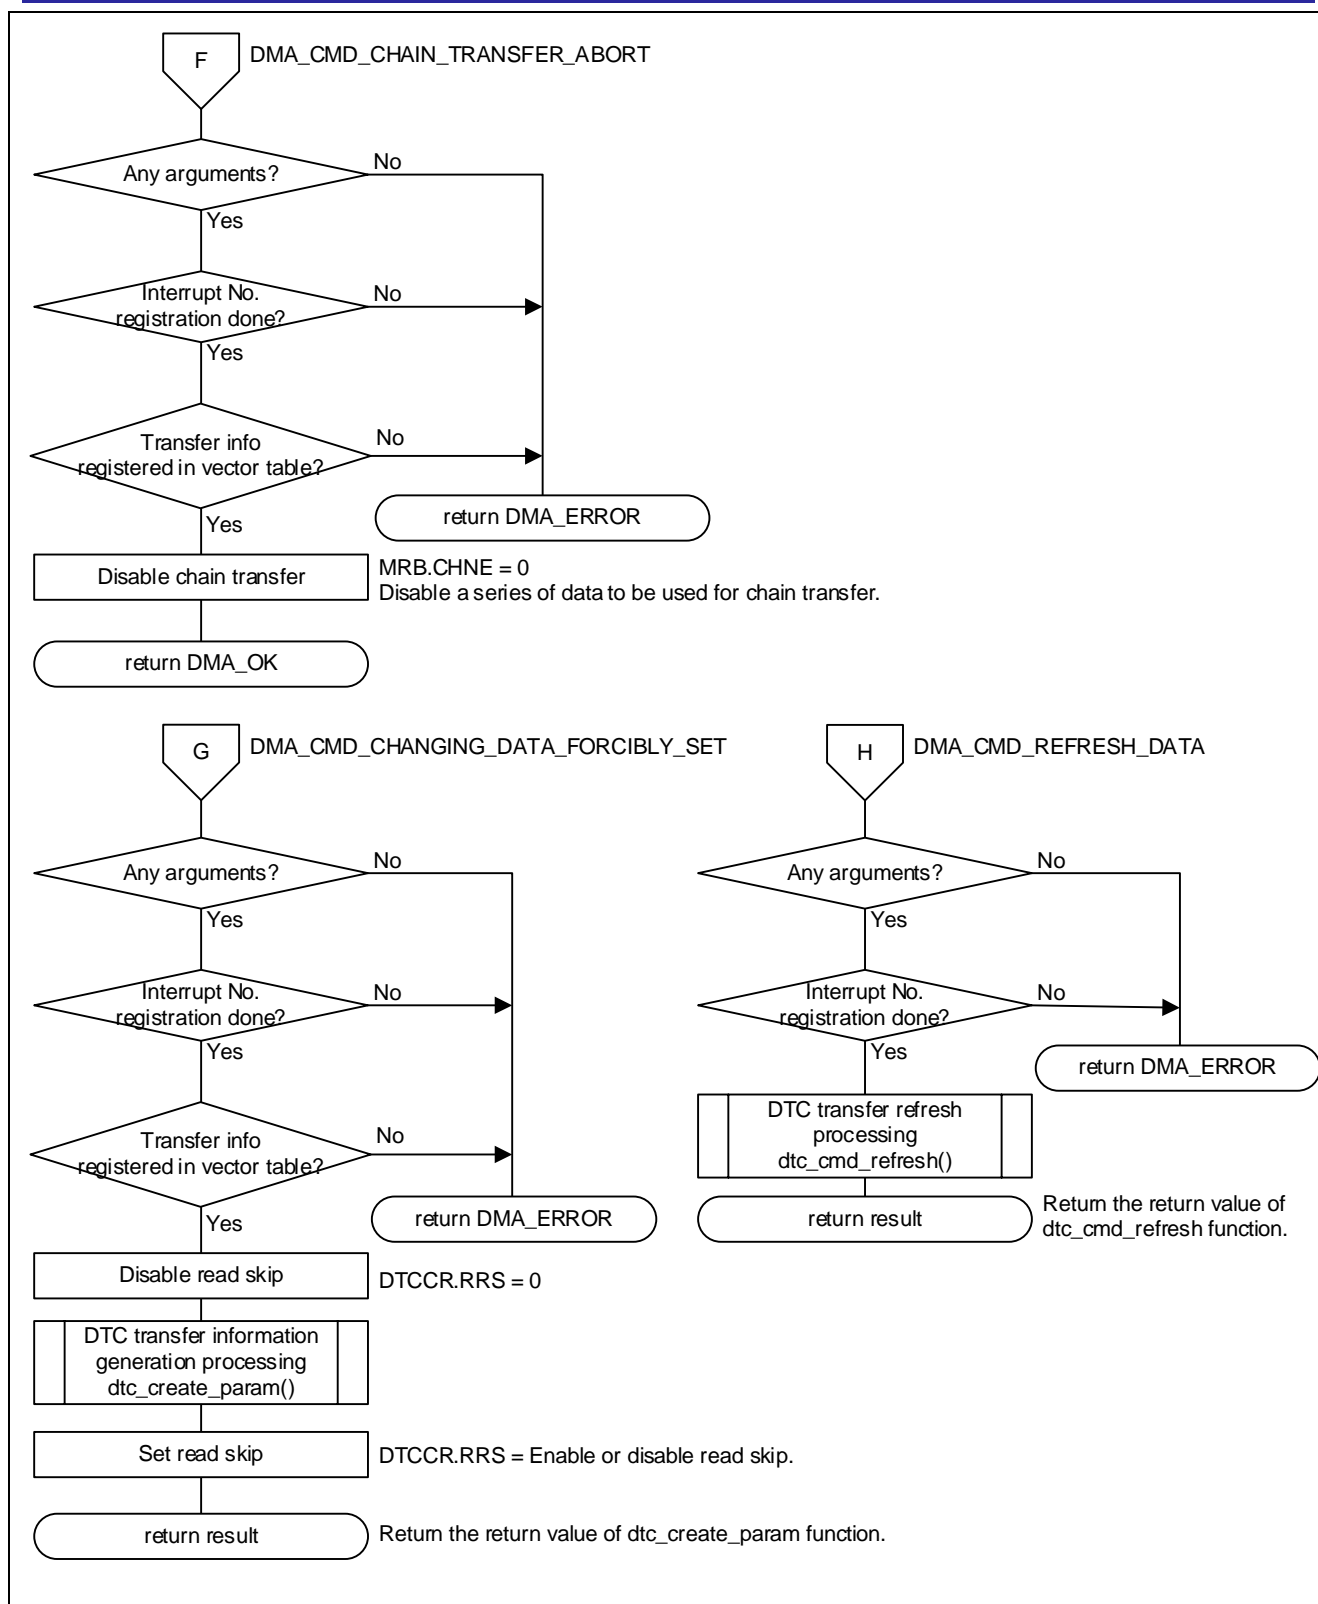 F
DMA_CMD_CHAIN_TRANSFER_ABORT
Any arguments?
No
Yes
Interrupt No.
registration done?
No
Yes
Transfer info
registered in vector table?
No
Yes
return DMA_ERROR
Disable chain transfer
MRB.CHNE = 0
Disable a series of data to be used for chain transfer.
return DMA_OK
G
DMA_CMD_CHANGING_DATA_FORCIBLY_SET
Any arguments?
No
Yes
Interrupt No.
registration done?
No
Yes
Transfer info
registered in vector table?
No
Yes
return DMA_ERROR
Disable read skip
DTCCR.RRS = 0
DTC transfer information
generation processing
dtc_create_param()
Set read skip
DTCCR.RRS = Enable or disable read skip.
return result
Return the return value of dtc_create_param function.
H
DMA_CMD_REFRESH_DATA
Any arguments?
No
Yes
Interrupt No.
registration done?
No
Yes
return DMA_ERROR
DTC transfer refresh
processing
dtc_cmd_refresh()
return result
Return the return value of
dtc_cmd_refresh function.